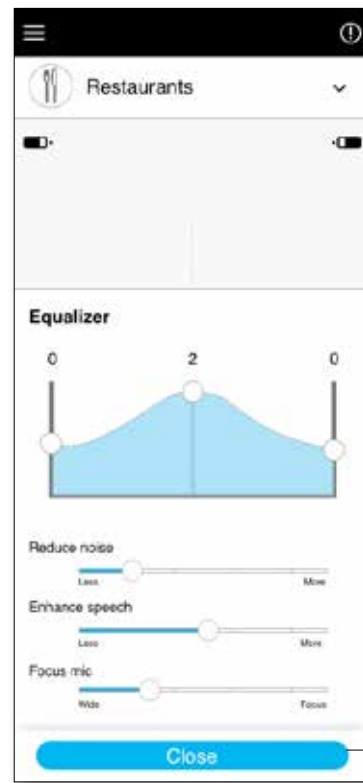 Restaurants
Equalizer
0 2 0
Reduce noise
Less More
Enhance speech
Less More
Focus mic
Wide Focus
Close